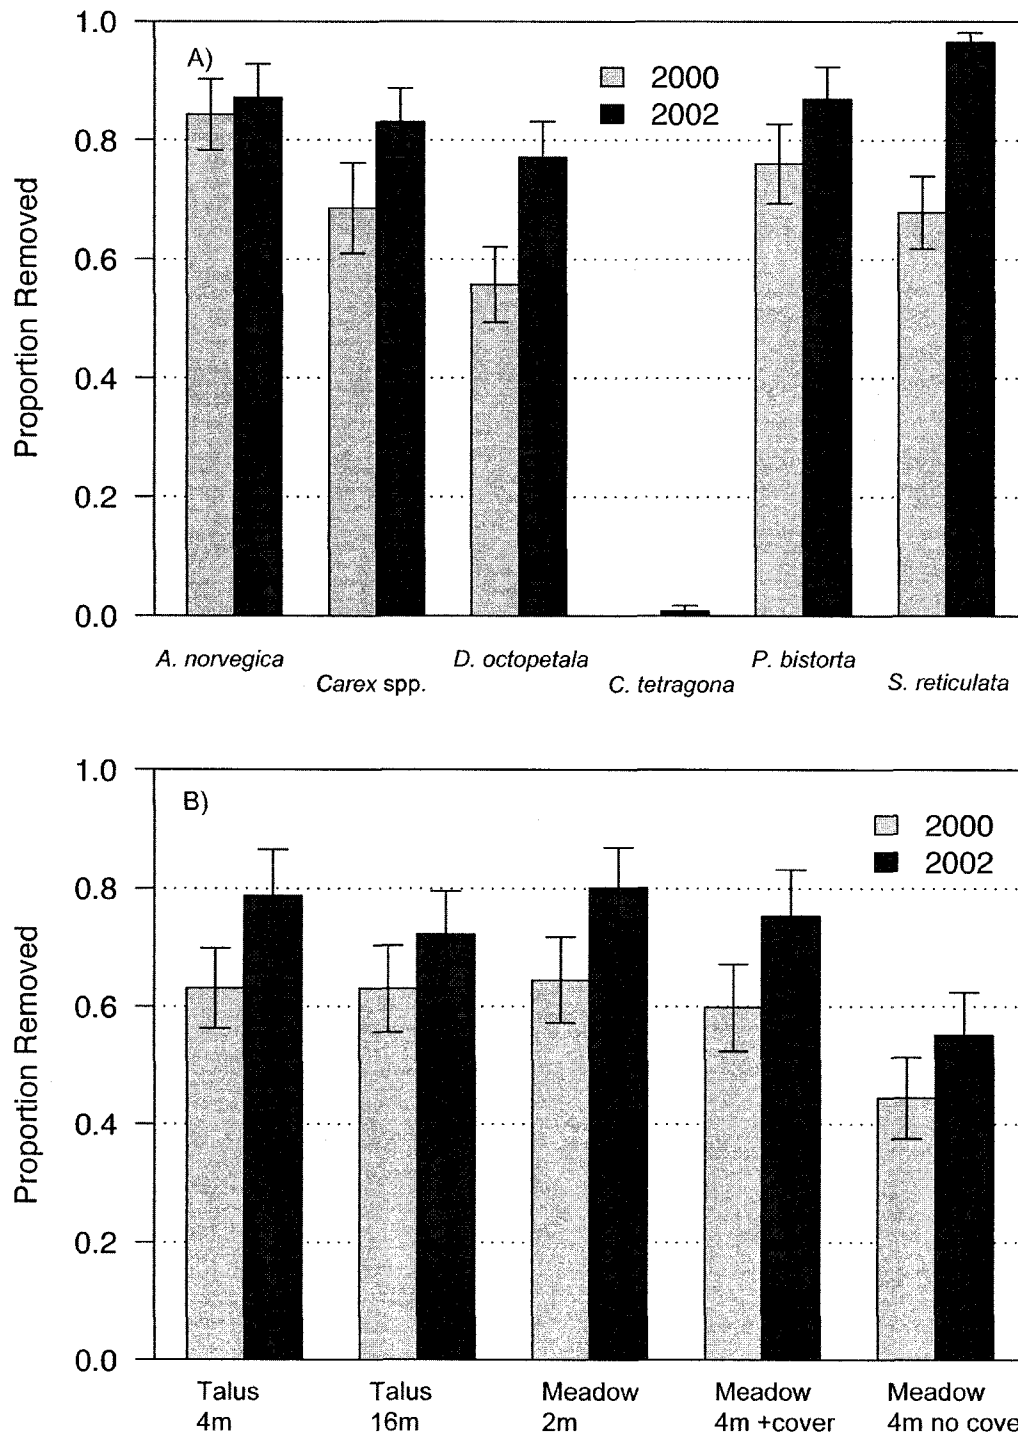 A)
2000
2002
Proportion Removed
1.0
0.8
0.6
0.4
0.2
0.0
A. norvegica
Carex spp.
D. octopetala
C. tetragona
P. bistorta
S. reticulata
B)
2000
2002
Proportion Removed
1.0
0.8
0.6
0.4
0.2
0.0
Talus
4m
Talus
16m
Meadow
2m
Meadow
4m +cover
Meadow
4m no cove